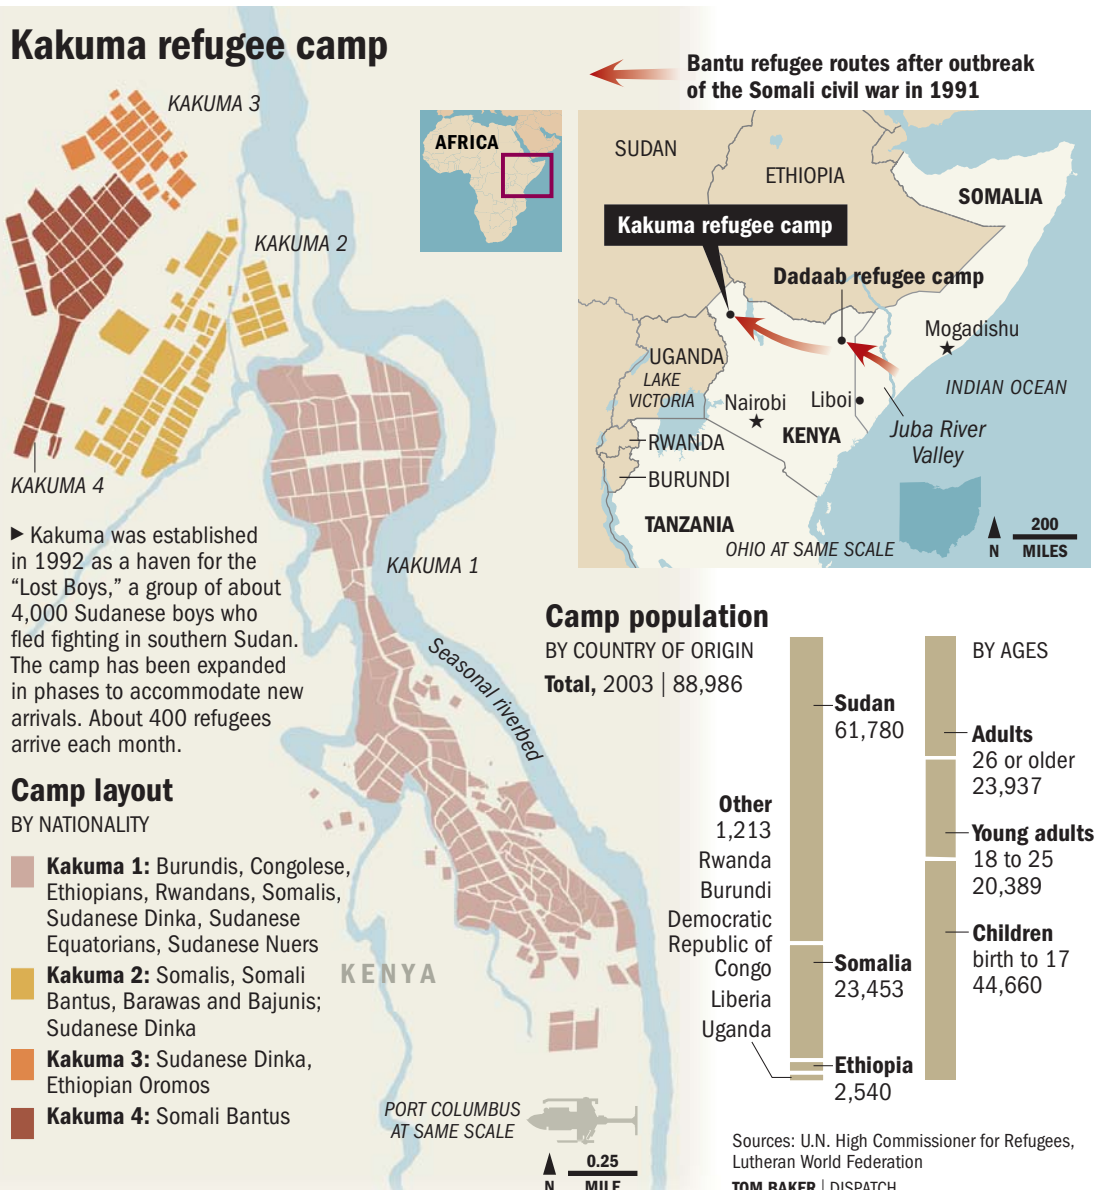 Kakuma refugee camp
KAKUMA 3
KAKUMA 2
KAKUMA 4
KAKUMA 1
Seasonal riverbed
KENYA
Bantu refugee routes after outbreak
of the Somali civil war in 1991
AFRICA
SUDAN
ETHIOPIA
SOMALIA
Kakuma refugee camp
Dadaab refugee camp
Mogadishu
UGANDA
LAKE
VICTORIA
INDIAN OCEAN
Nairobi
Liboi
KENYA
Juba River
Valley
RWANDA
BURUNDI
TANZANIA
OHIO AT SAME SCALE
N
200
MILES
▶ Kakuma was established
in 1992 as a haven for the
“Lost Boys,” a group of about
4,000 Sudanese boys who
fled fighting in southern Sudan.
The camp has been expanded
in phases to accommodate new
arrivals. About 400 refugees
arrive each month.
Camp layout
BY NATIONALITY
Kakuma 1: Burundis, Congolese,
Ethiopians, Rwandans, Somalis,
Sudanese Dinka, Sudanese
Equatorians, Sudanese Nuers
Kakuma 2: Somalis, Somali
Bantus, Barawas and Bajunis;
Sudanese Dinka
Kakuma 3: Sudanese Dinka,
Ethiopian Oromos
Kakuma 4: Somali Bantus
PORT COLUMBUS
AT SAME SCALE
N
0.25
MILE
Camp population
BY COUNTRY OF ORIGIN
Total, 2003 | 88,986
Sudan
61,780
Other
1,213
Rwanda
Burundi
Democratic
Republic of
Congo
Liberia
Uganda
Somalia
23,453
Ethiopia
2,540
BY AGES
Adults
26 or older
23,937
Young adults
18 to 25
20,389
Children
birth to 17
44,660
Sources: U.N. High Commissioner for Refugees,
Lutheran World Federation
TOM BAKER | DISPATCH